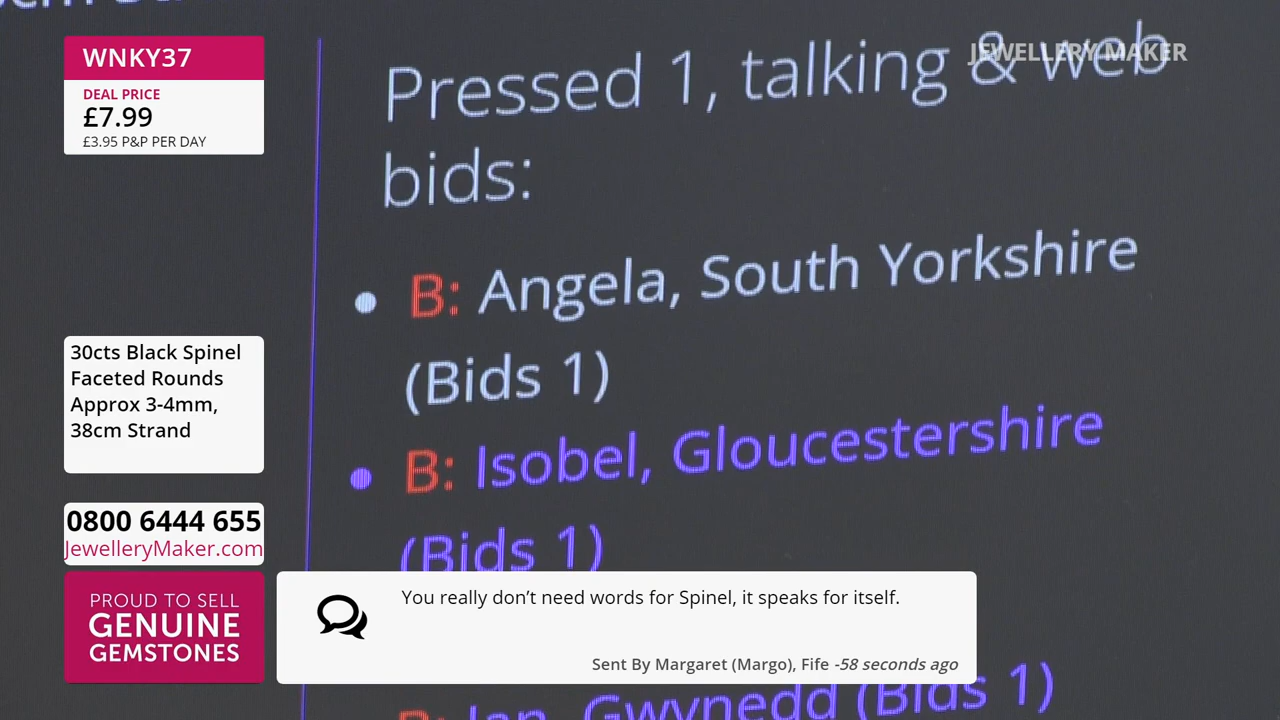 WNKY37
DEAL PRICE
£7.99
£3.95 P&P PER DAY
JEWELLERY MAKER
Pressed 1, talking & web
bids:
B: Angela, South Yorkshire
(Bids 1)
B: Isobel, Gloucestershire
(Bids 1)
Gwynedd (Bids 1)
30cts Black Spinel
Faceted Rounds
Approx 3-4mm,
38cm Strand
0800 6444 655
JewelleryMaker.com
PROUD TO SELL
GENUINE
GEMSTONES
You really don’t need words for Spinel, it speaks for itself.
Sent By Margaret (Margo), Fife -58 seconds ago